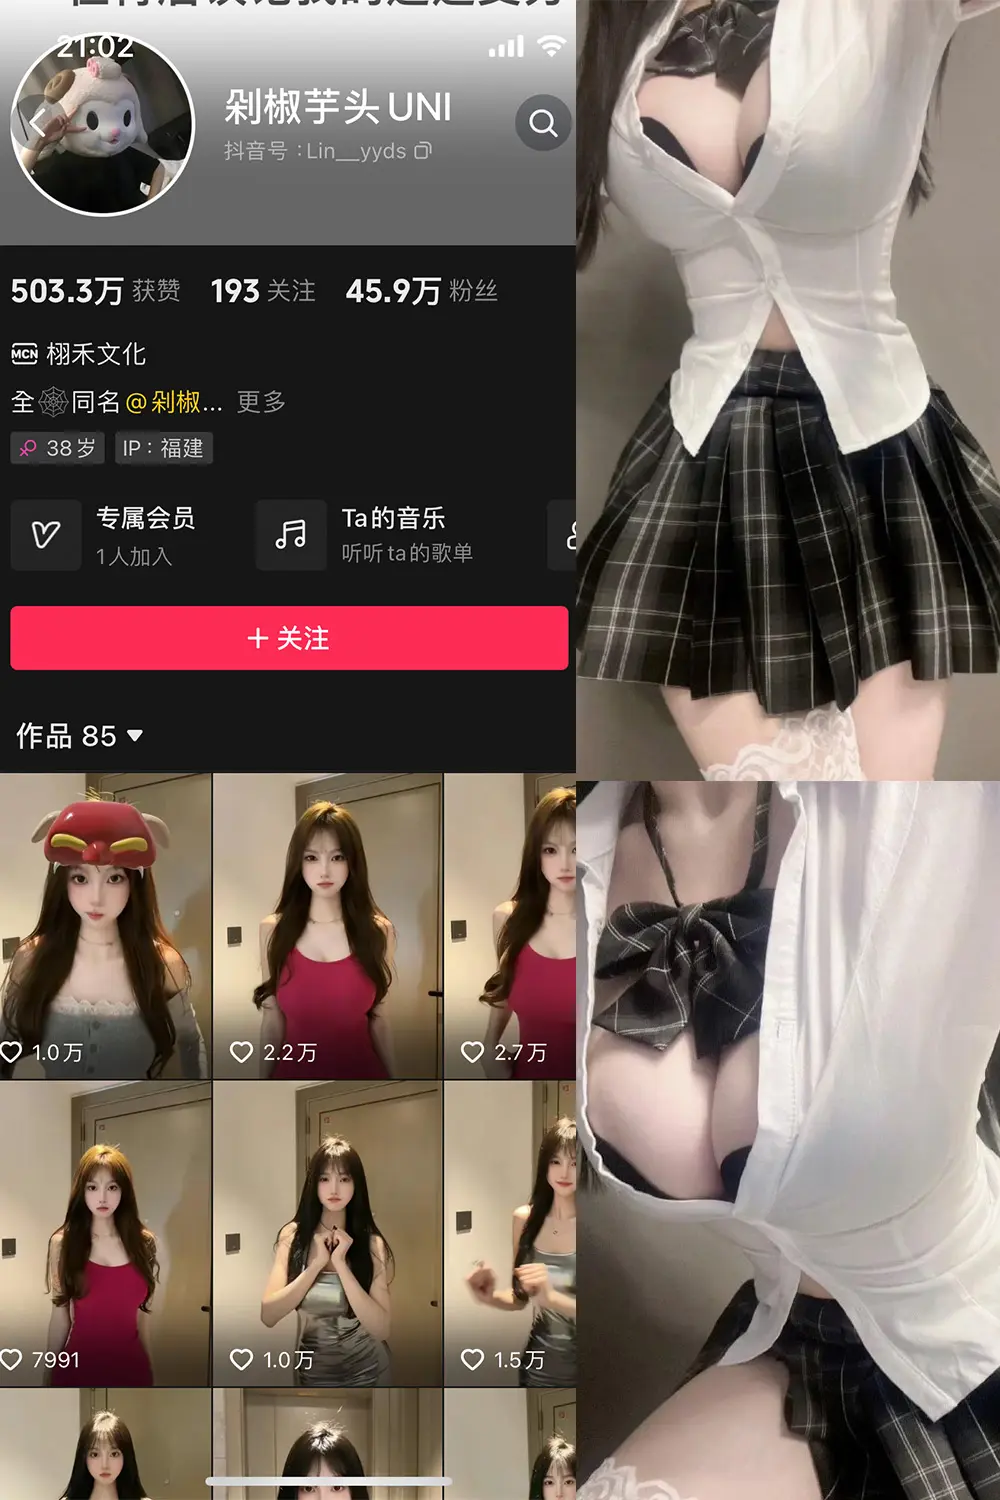 21:02
剁椒芋头UNI
抖音号：Lin__yyds
503.3万 获赞 193 关注 45.9万 粉丝
MCN 栩禾文化
全🕸同名@剁椒... 更多
38岁 IP：福建
专属会员
1人加入
Ta的音乐
听听ta的歌单
+ 关注
作品 85
1.0万 2.2万 2.7万
7991 1.0万 1.5万